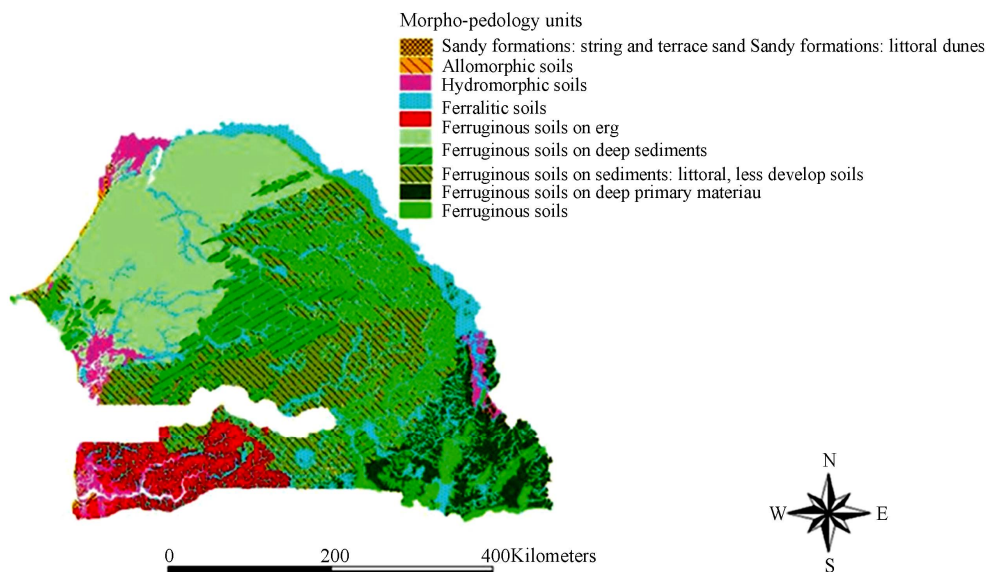 Morpho-pedology units
Sandy formations: string and terrace sand Sandy formations: littoral dunes
Allomorphic soils
Hydromorphic soils
Ferralitic soils
Ferruginous soils on erg
Ferruginous soils on deep sediments
Ferruginous soils on sediments: littoral, less develop soils
Ferruginous soils on deep primary materiau
Ferruginous soils
N
W E
S
0 200 400Kilometers